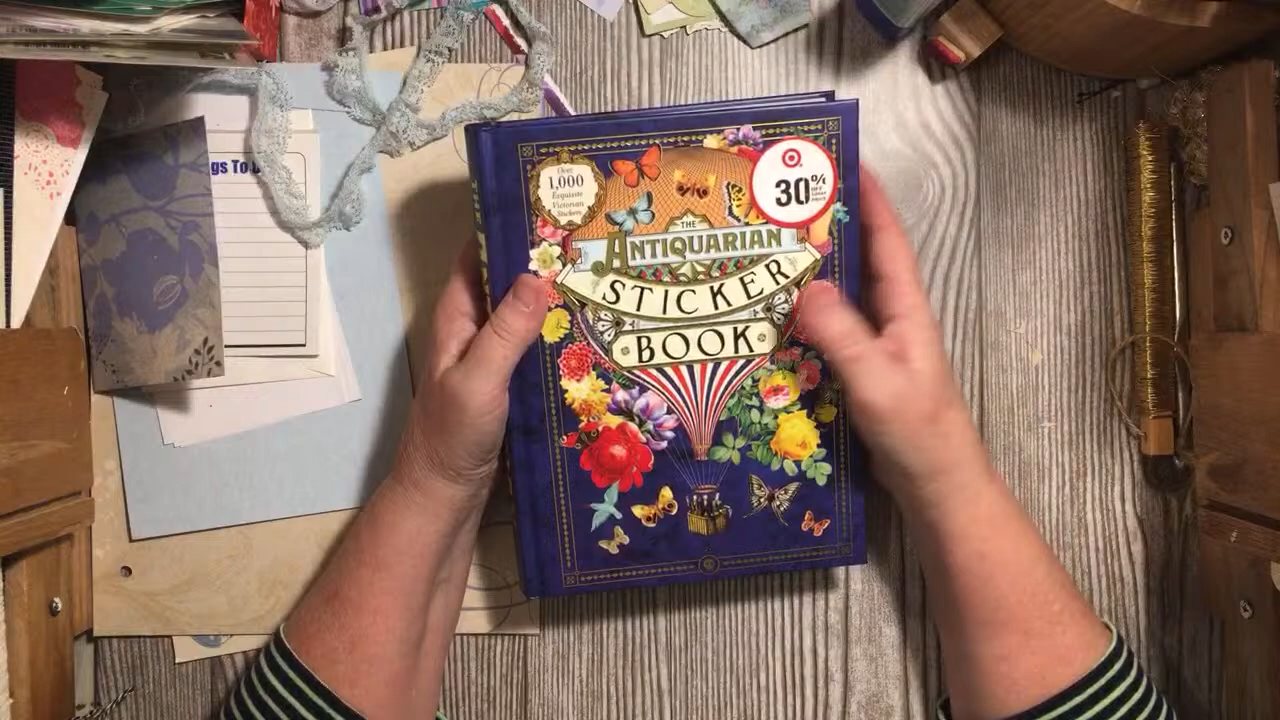 gs To
Over
1,000
Exquisite
Victorian
Stickers
30%
THE
ANTIQUARIAN
STICKER
BOOK